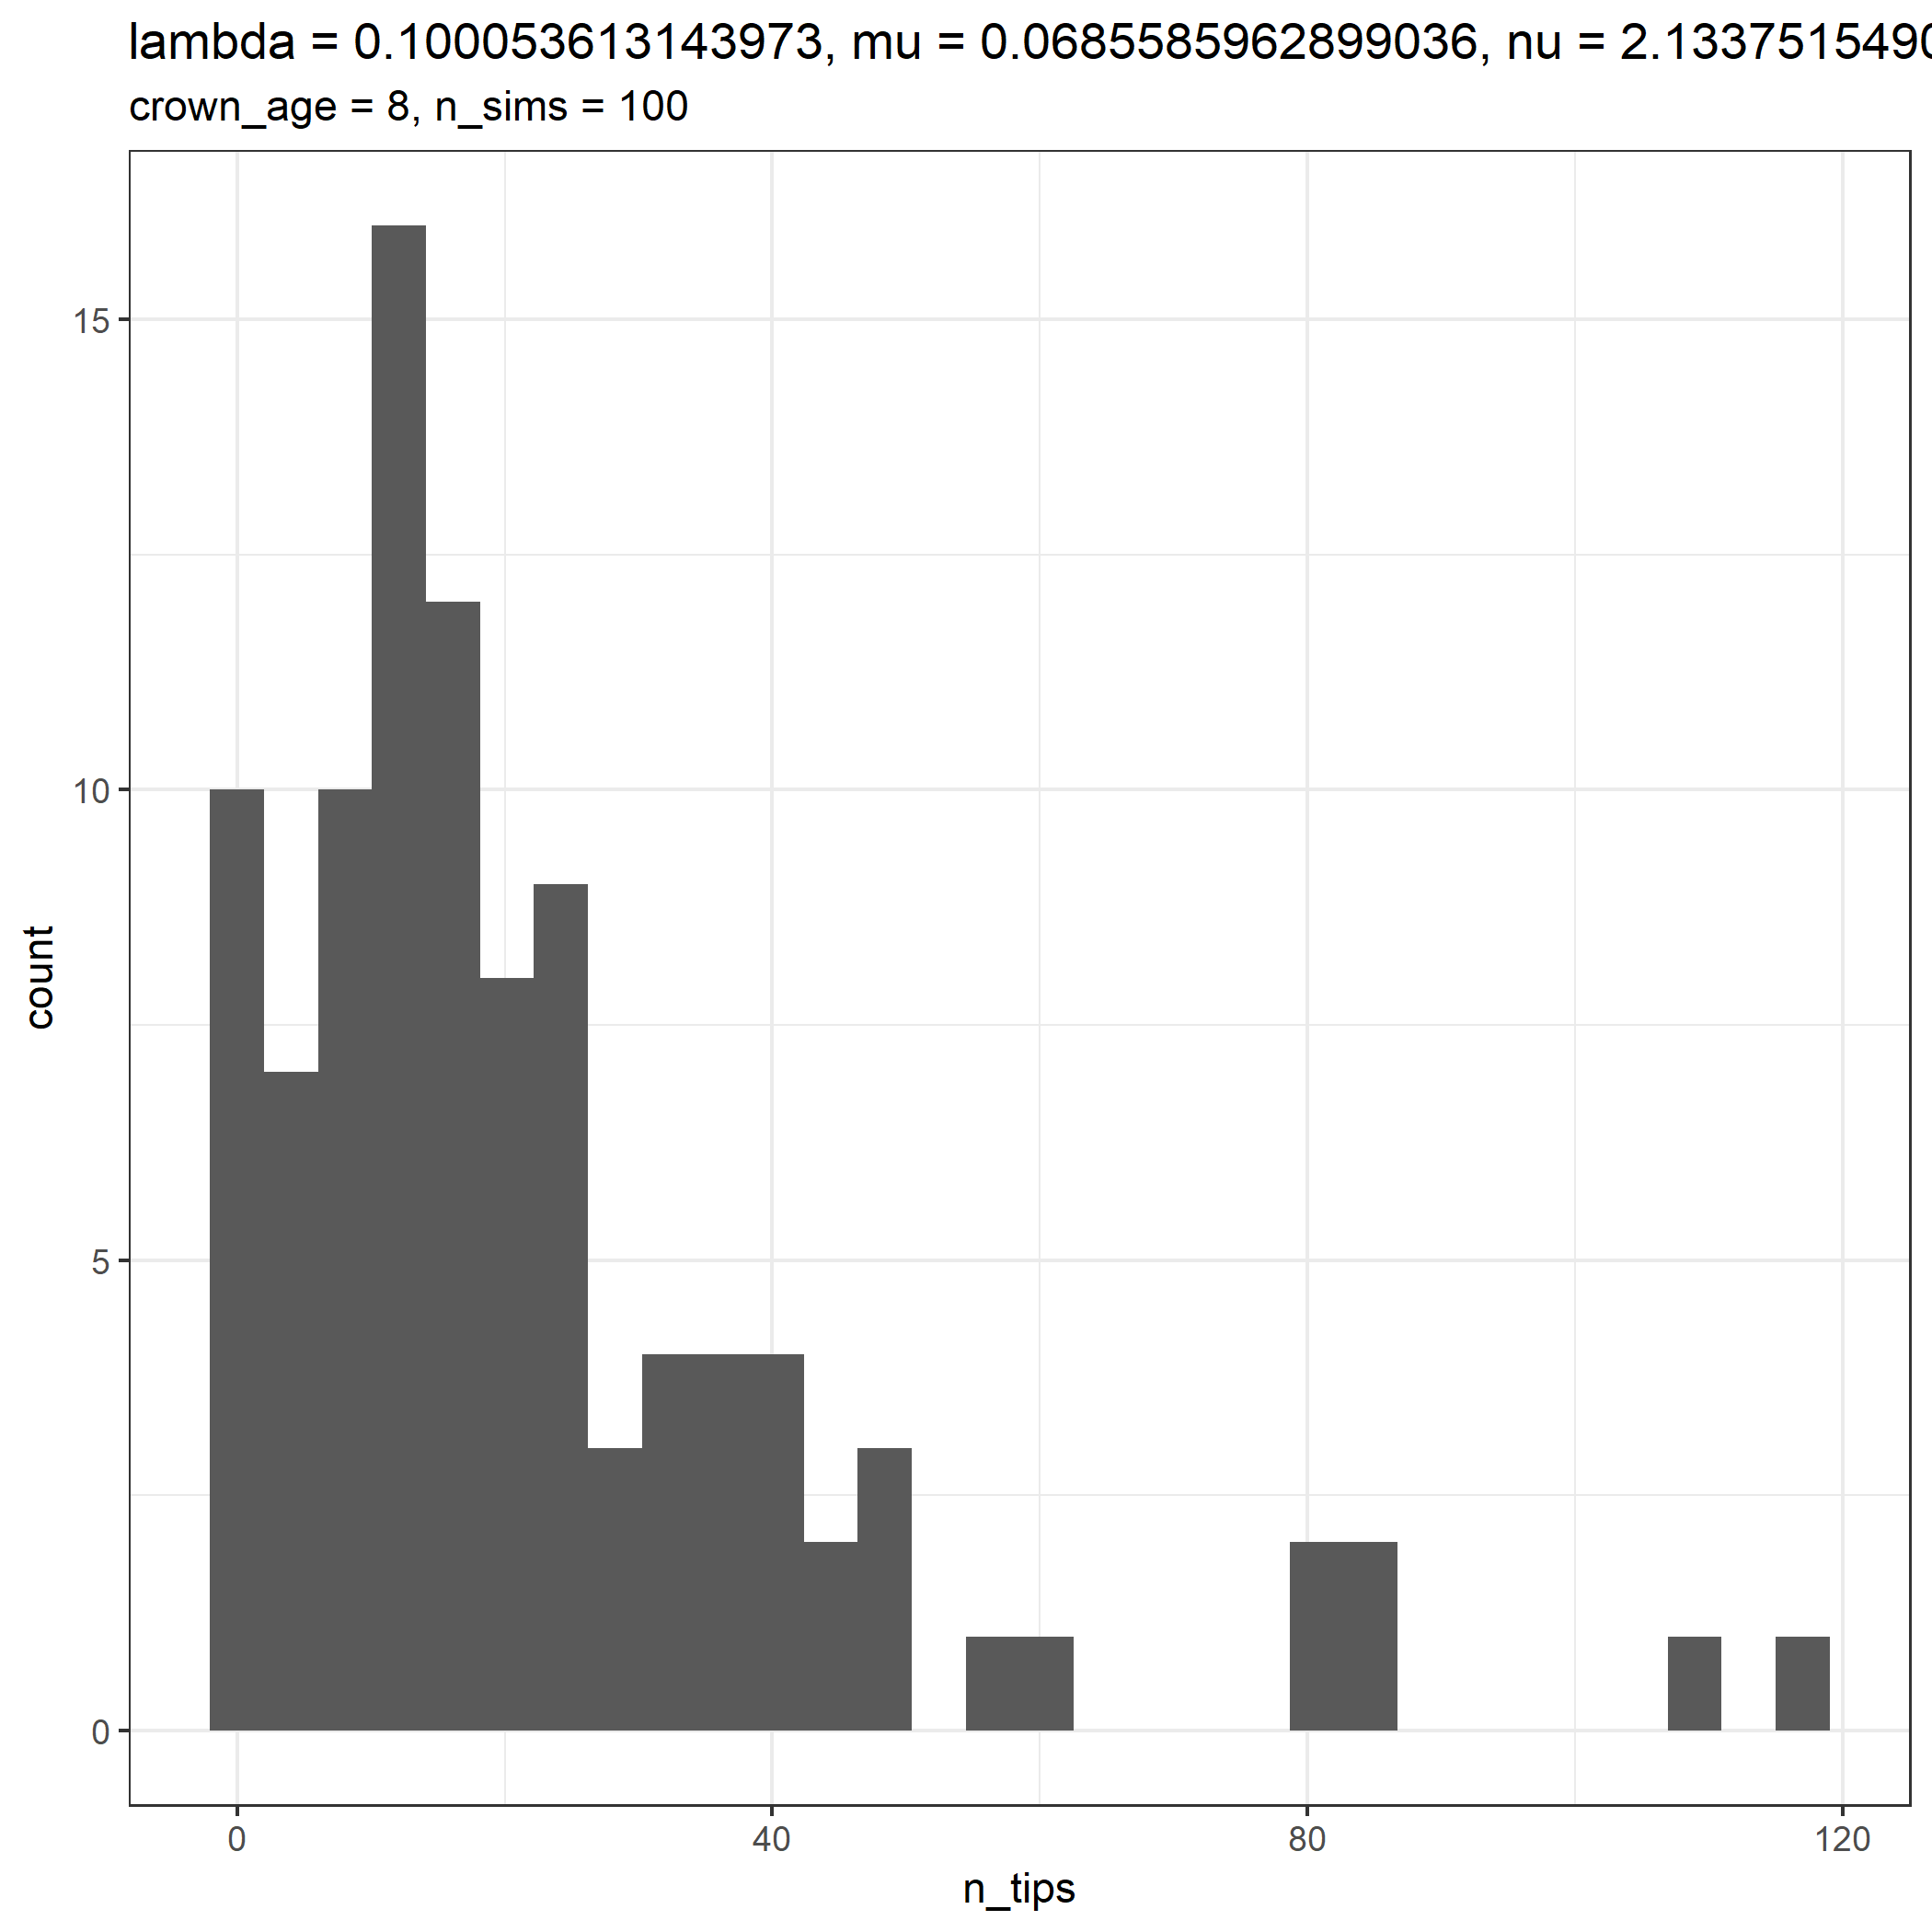 lambda = 0.100053613143973, mu = 0.0685585962899036, nu = 2.133751549
crown_age = 8, n_sims = 100
15
10
5
0
count
0 40 80 120
n_tips